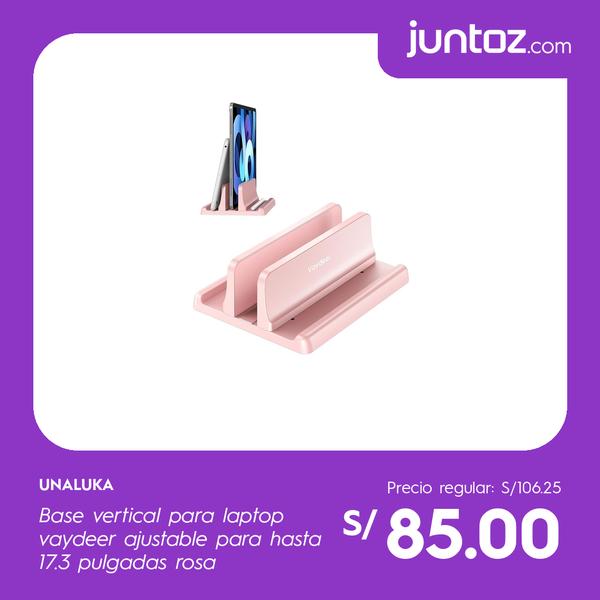 juntoz.com
vaydeer
UNALUKA
Base vertical para laptop
vaydeer ajustable para hasta
17.3 pulgadas rosa
Precio regular: S/106.25
S/ 85.00